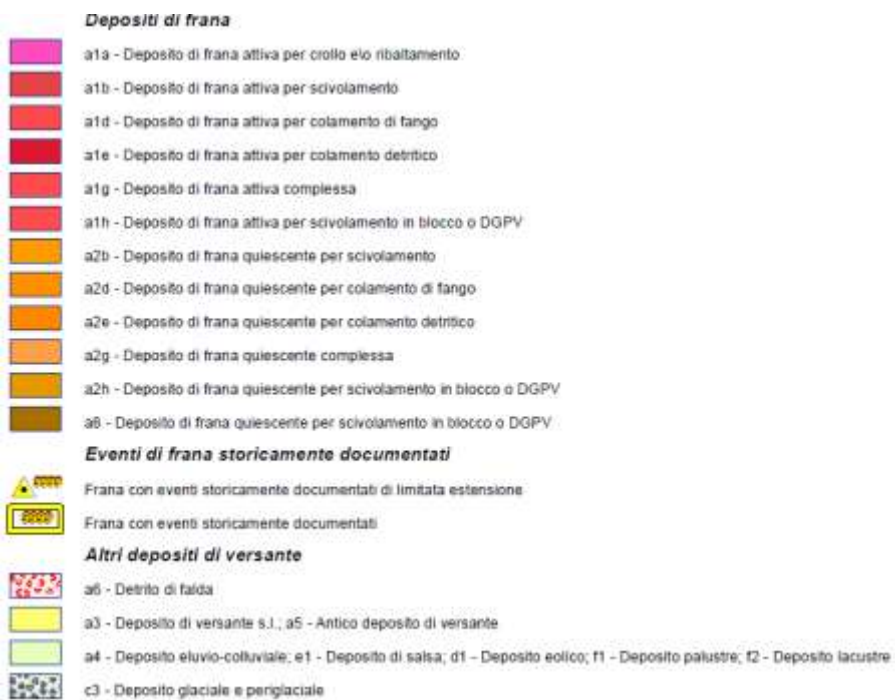 Depositi di frana
a1a - Deposito di frana attiva per crollo e\o ribaltamento
a1b - Deposito di frana attiva per scivolamento
a1d - Deposito di frana attiva per colamento di fango
a1e - Deposito di frana attiva per colamento detritico
a1g - Deposito di frana attiva complessa
a1h - Deposito di frana attiva per scivolamento in blocco o DGPV
a2b - Deposito di frana quiescente per scivolamento
a2d - Deposito di frana quiescente per colamento di fango
a2e - Deposito di frana quiescente per colamento detritico
a2g - Deposito di frana quiescente complessa
a2h - Deposito di frana quiescente per scivolamento in blocco o DGPV
a6 - Deposito di frana quiescente per scivolamento in blocco o DGPV
Eventi di frana storicamente documentati
Frana con eventi storicamente documentati di limitata estensione
Frana con eventi storicamente documentati
Altri depositi di versante
a6 - Detrito di falda
a3 - Deposito di versante s.l.; a5 - Antico deposito di versante
a4 - Deposito eluvio-colluviale; e1 - Deposito di salsa; d1 - Deposito eolico; f1 - Deposito palustre; f2 - Deposito lacustre
c3 - Deposito glaciale e periglaciale